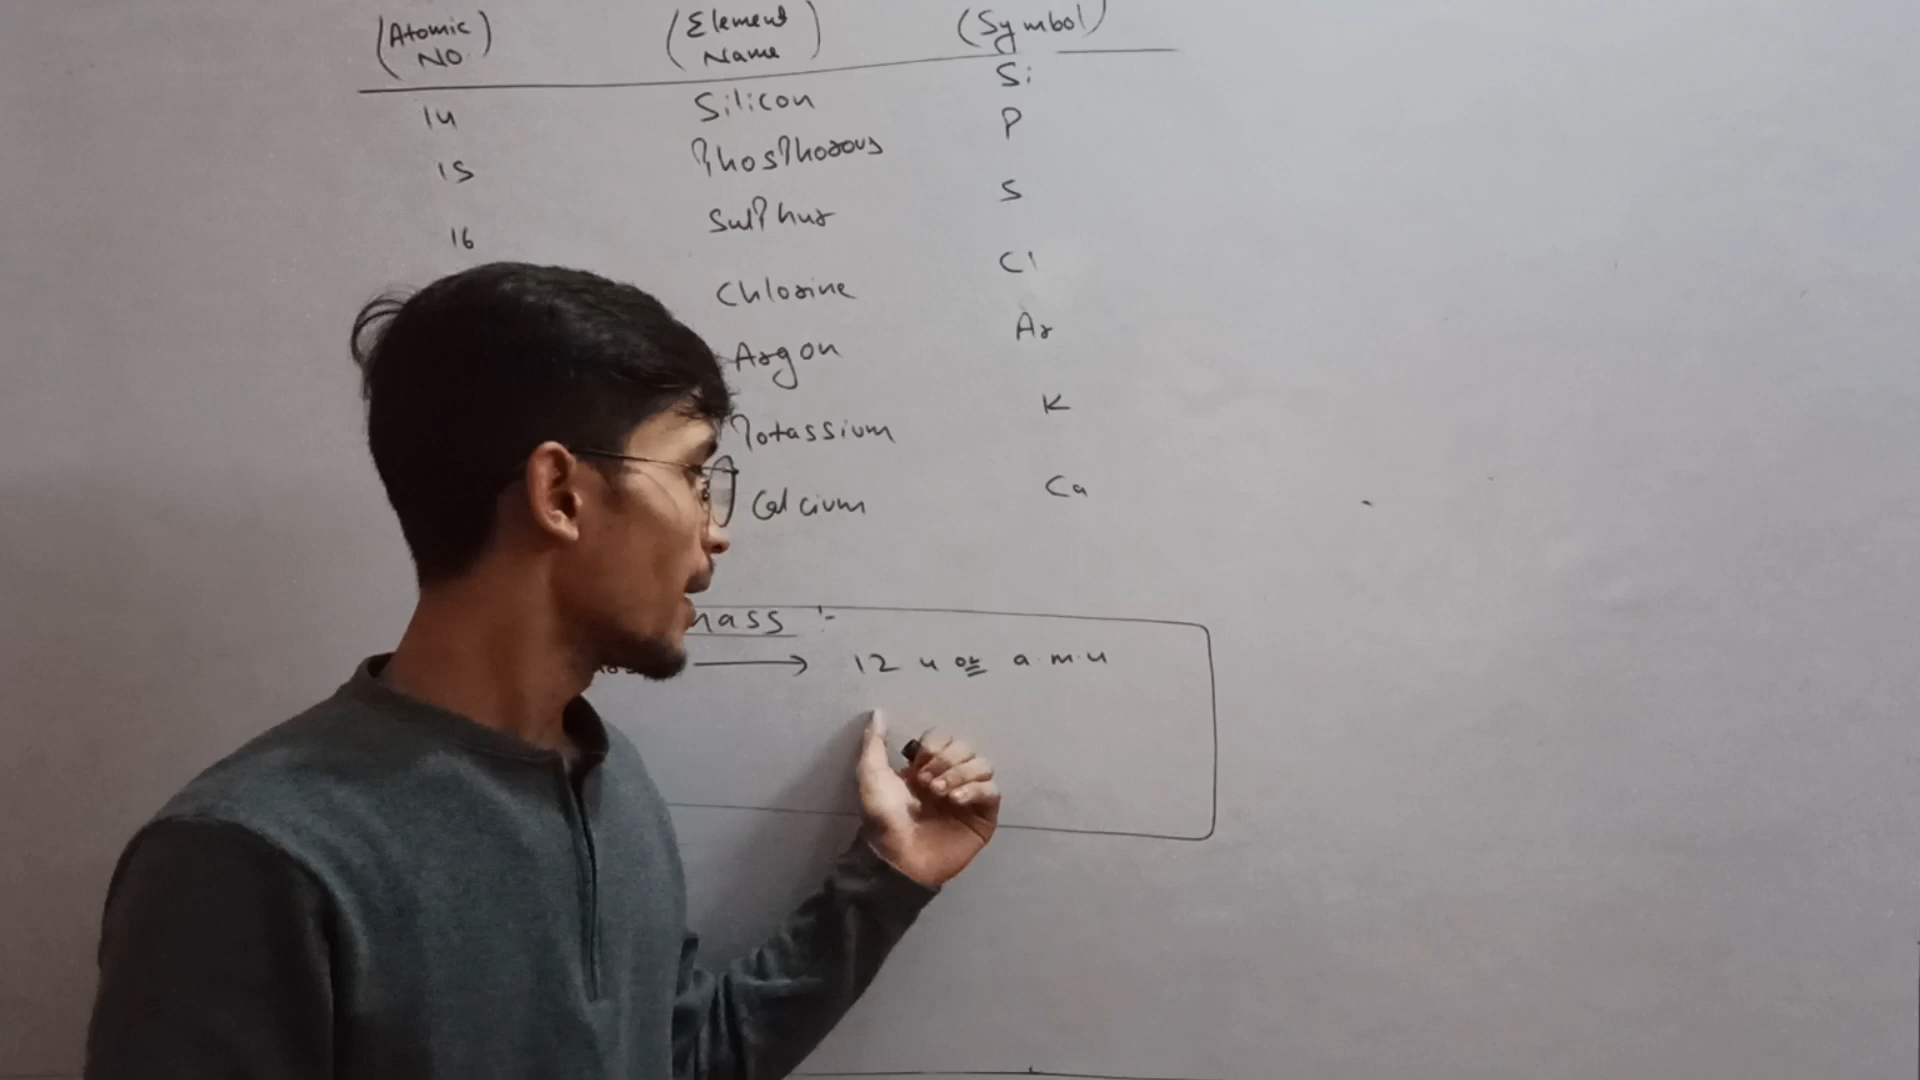 (Atomic NO.) (Element Name) (Symbol)
14 Silicon Si
15 Phosphorous P
16 Sulphur S
Chlorine Cl
Argon Ar
Potassium K
Calcium Ca
mass :-
→ 12 u or a.m.u